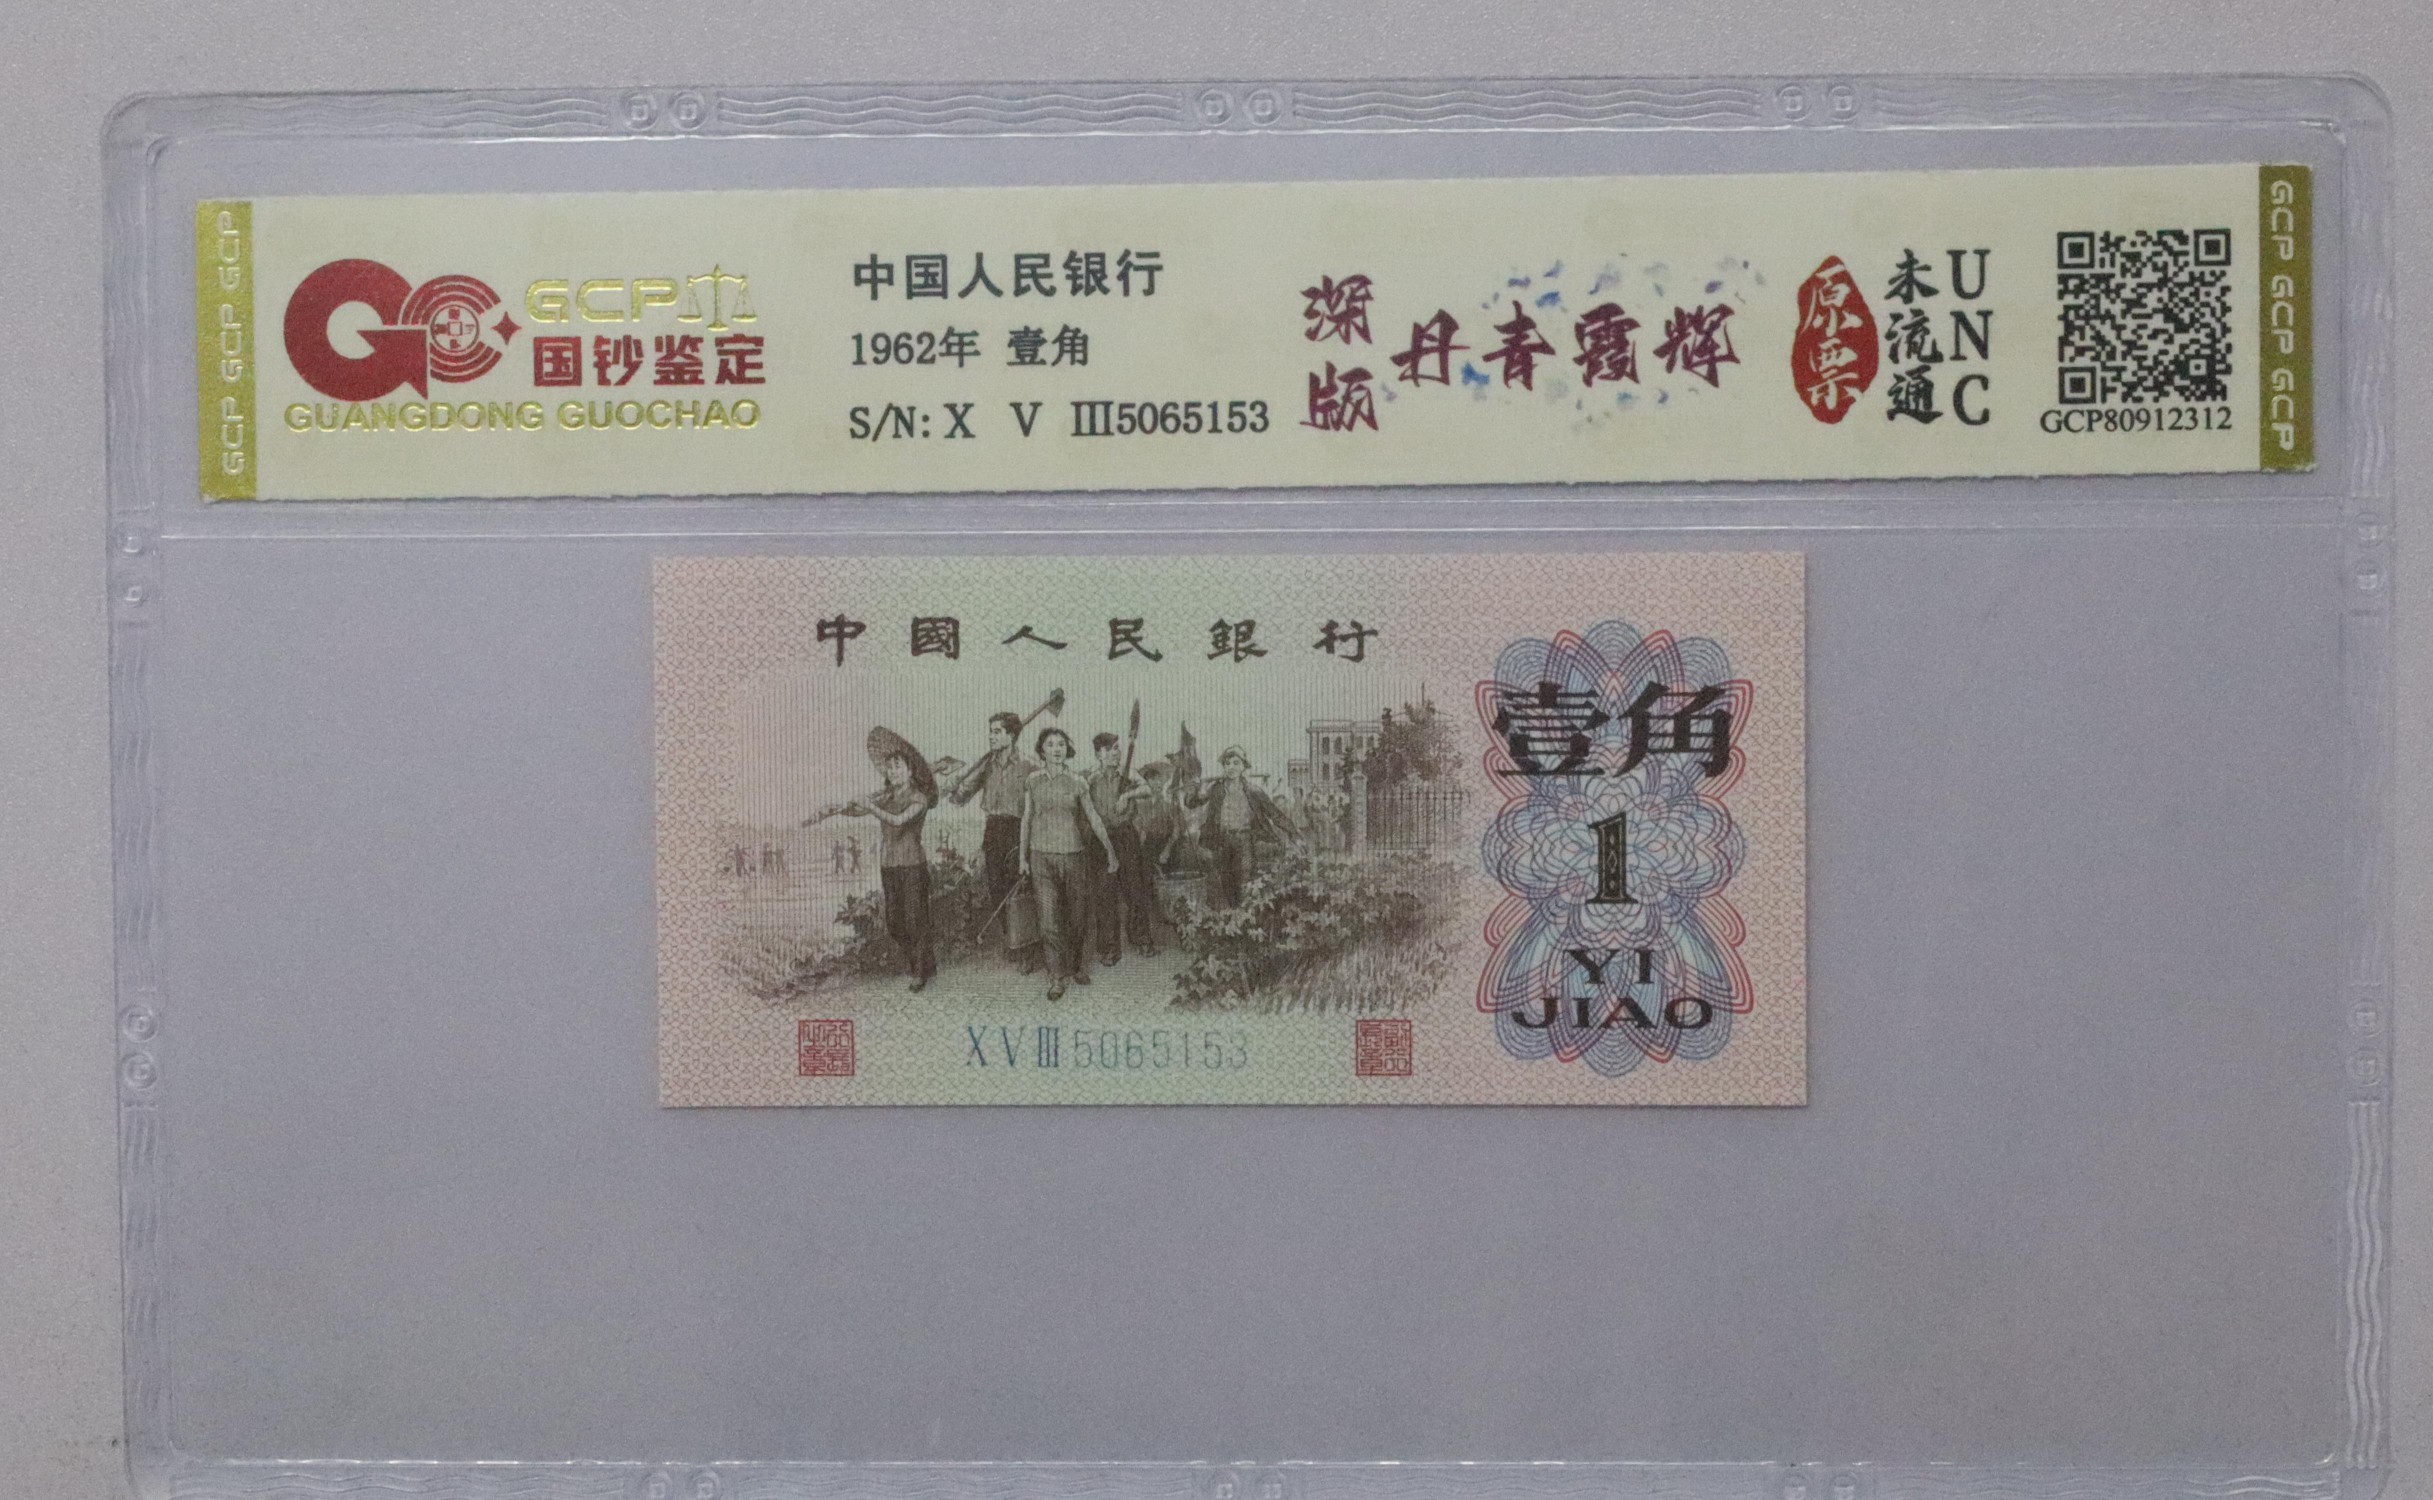 GCP GCP GCP
GCP
国钞鉴定
GUANGDONG GUOCHAO
中国人民银行
1962年 壹角
S/N: X V III5065153
深版
丹青霞辉
原票
未流通
UNC
GCP80912312
GCP GCP GCP
中國人民銀行
壹角
1
YI
JIAO
XVIII5065153